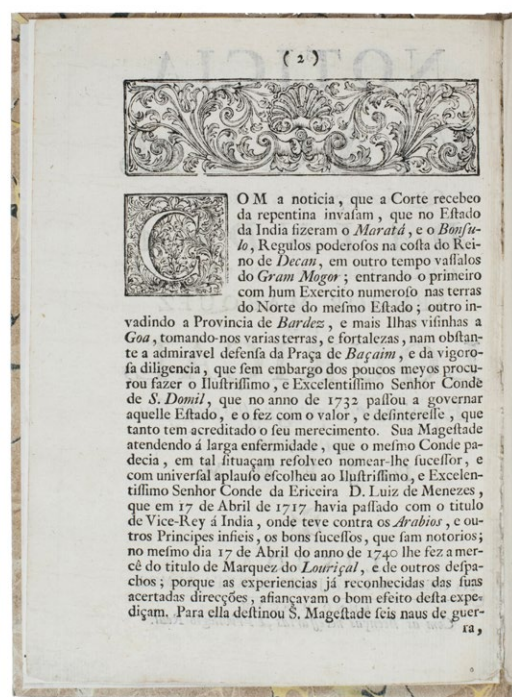 ( 2 )
COM a noticia, que a Corte recebeo
da repentina invasam, que no Estado
da India fizeram o Maratá, e o Bonsu-
lo, Regulos poderosos na costa do Rei-
no de Decan, em outro tempo vassalos
do Gram Mogor; entrando o primeiro
com hum Exercito numeroso nas terras
do Norte do mesmo Estado; outro in-
vadindo a Provincia de Bardez, e mais Ilhas visinhas a
Goa, tomando-nos varias terras, e fortalezas, nam obstan-
te a admiravel defensa da Praça de Baçaim, e da vigoro-
sa diligencia, que sem embargo dos poucos meyos procu-
rou fazer o Ilustrissimo, e Excelentissimo Senhor Conde
de S. Domil, que no anno de 1732 passou a governar
aquelle Estado, e o fez com o valor, e desinteresse, que
tanto tem acreditado o seu merecimento. Sua Magestade
atendendo á larga enfermidade, que o mesmo Conde pa-
decia, em tal situaçam resolveo nomear-lhe sucessor, e
com universal aplauso escolheu ao Ilustrissimo, e Excelen-
tissimo Senhor Conde da Ericeira D. Luiz de Menezes,
que em 17 de Abril de 1717 havia passado com o titulo
de Vice-Rey á India, onde teve contra os Arabios, e ou-
tros Principes infieis, os bons sucessos, que sam notorios;
no mesmo dia 17 de Abril do anno de 1740 lhe fez a mer-
cê do titulo de Marquez do Louriçal, e de outros despa-
chos; porque as experiencias já reconhecidas das suas
acertadas direcções, afiançavam o bom efeito desta expe-
diçam. Para ella destinou S. Magestade seis naus de guer-
ra,